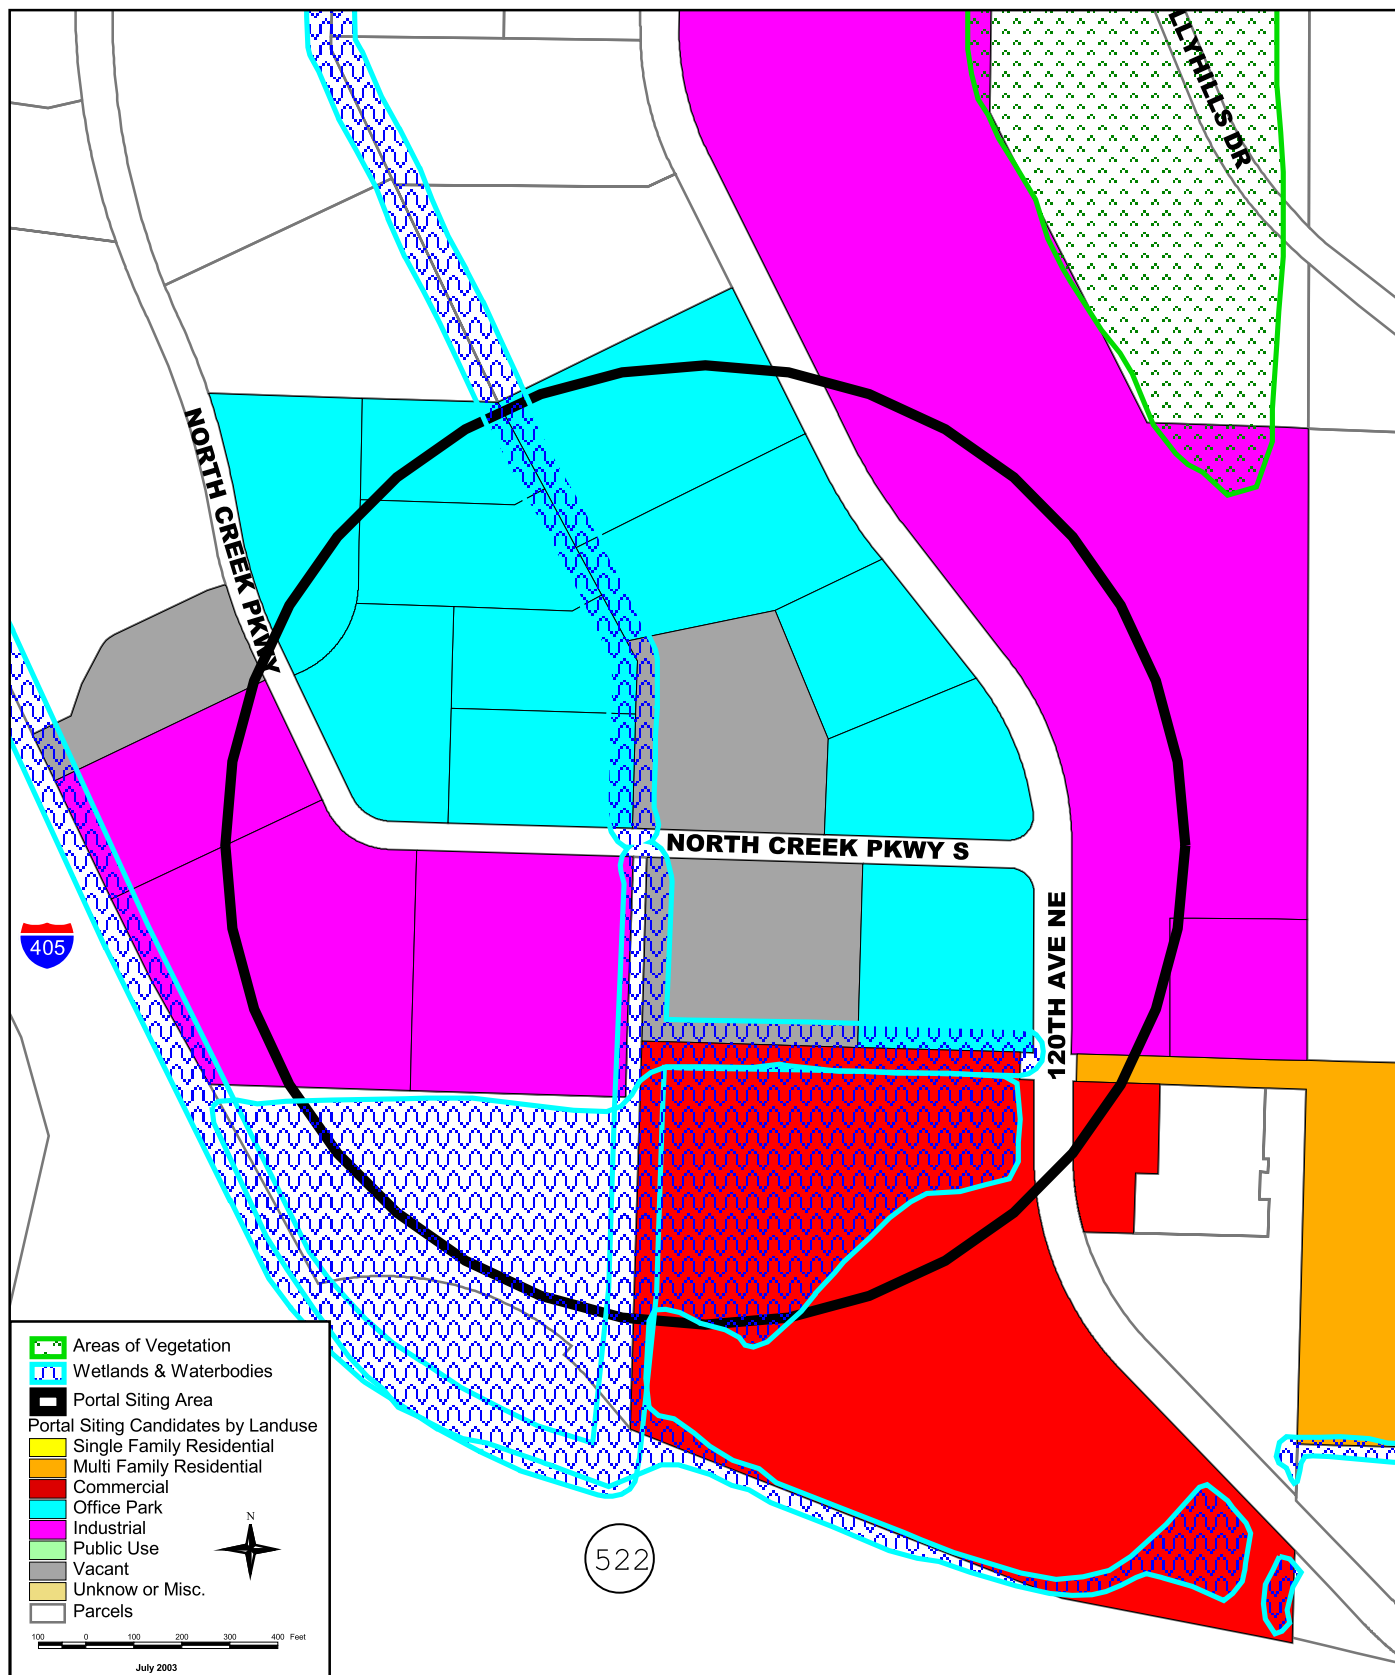 LLYHILLS DR
NORTH CREEK PKWY
NORTH CREEK PKWY S
120TH AVE NE
405
522
Areas of Vegetation
Wetlands & Waterbodies
Portal Siting Area
Portal Siting Candidates by Landuse
Single Family Residential
Multi Family Residential
Commercial
Office Park
Industrial
Public Use
Vacant
Unknow or Misc.
Parcels
N
100 0 100 200 300 400 Feet
July 2003